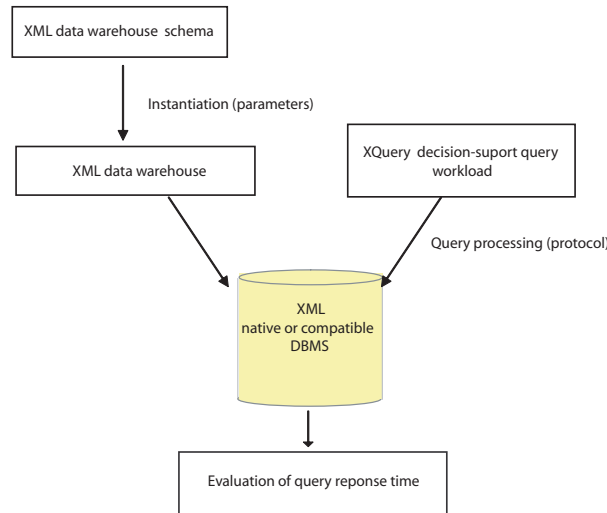 XML data warehouse schema
Instantiation (parameters)
XML data warehouse
XQuery decision-suport query
workload
Query processing (protocol)
XML
native or compatible
DBMS
Evaluation of query reponse time